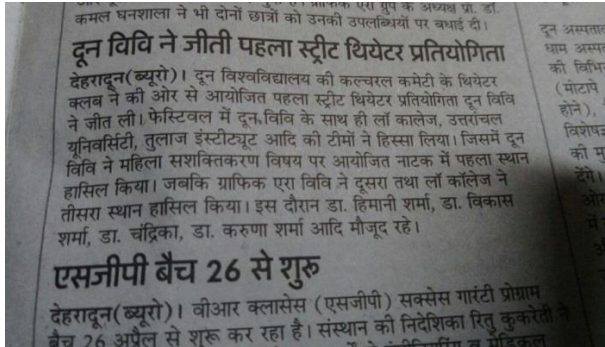 कमल घनशाला ने भी दोनों छात्रों को उनकी उपलब्धियों पर बधाई दी।
दून विवि ने जीती पहला स्ट्रीट थियेटर प्रतियोगिता
देहरादून(ब्यूरो)। दून विश्वविद्यालय की कल्चरल कमेटी के थियेटर
क्लब ने की ओर से आयोजित पहला स्ट्रीट थियेटर प्रतियोगिता दून विवि
ने जीत ली। फेस्टिवल में दून विवि के साथ ही लॉ कालेज, उत्तरांचल
यूनिवर्सिटी, तुलाज इंस्टीट्यूट आदि की टीमों ने हिस्सा लिया। जिसमें दून
विवि ने महिला सशक्तिकरण विषय पर आयोजित नाटक में पहला स्थान
हासिल किया। जबकि ग्राफिक एरा विवि ने दूसरा तथा लॉ कॉलेज ने
तीसरा स्थान हासिल किया। इस दौरान डा. हिमानी शर्मा, डा. विकास
शर्मा, डा. चंद्रिका, डा. करुणा शर्मा आदि मौजूद रहे।
एसजीपी बैच 26 से शुरू
देहरादून(ब्यूरो)। वीआर क्लासेस (एसजीपी) सक्सेस गारंटी प्रोग्राम
बैच 26 अप्रैल से शुरू कर रहा है। संस्थान की निदेशिका रितु कुकरेती ने
दून अस्पताल
धाम अस्प
की विभि
(मोटापे
होने),
विशेषज्ञ
की मु
देंगे।